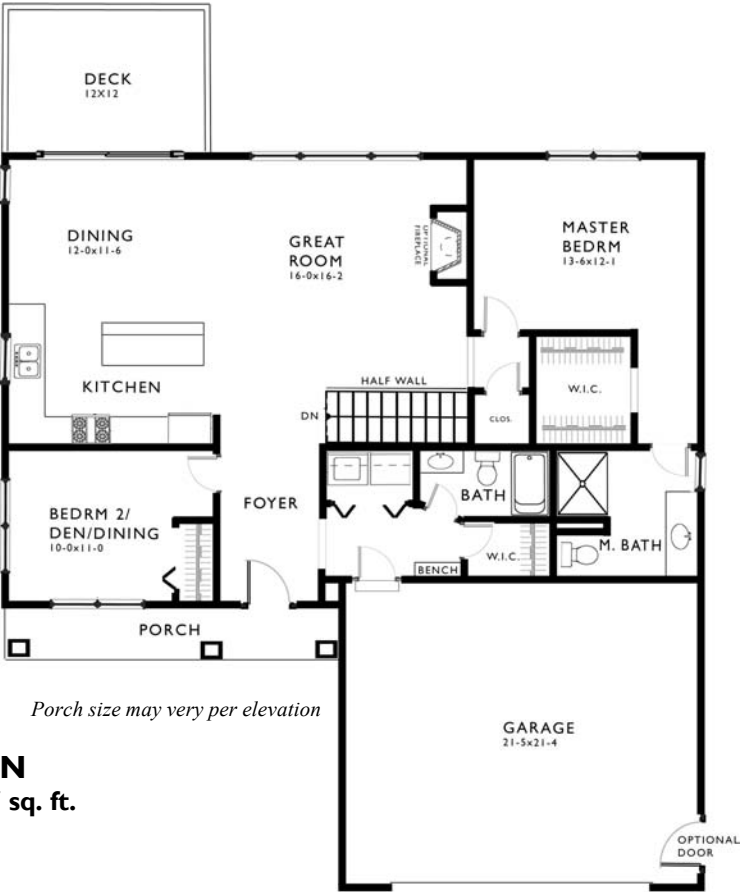 DECK
12X12
DINING
12-0x11-6
GREAT
ROOM
16-0x16-2
OPTIONAL
FIREPLACE
MASTER
BEDRM
13-6x12-1
KITCHEN
HALF WALL
DN
CLOS.
W.I.C.
BEDRM 2/
DEN/DINING
10-0x11-0
FOYER
BATH
W.I.C.
BENCH
M. BATH
PORCH
Porch size may very per elevation
GARAGE
21-5x21-4
N
sq. ft.
OPTIONAL
DOOR